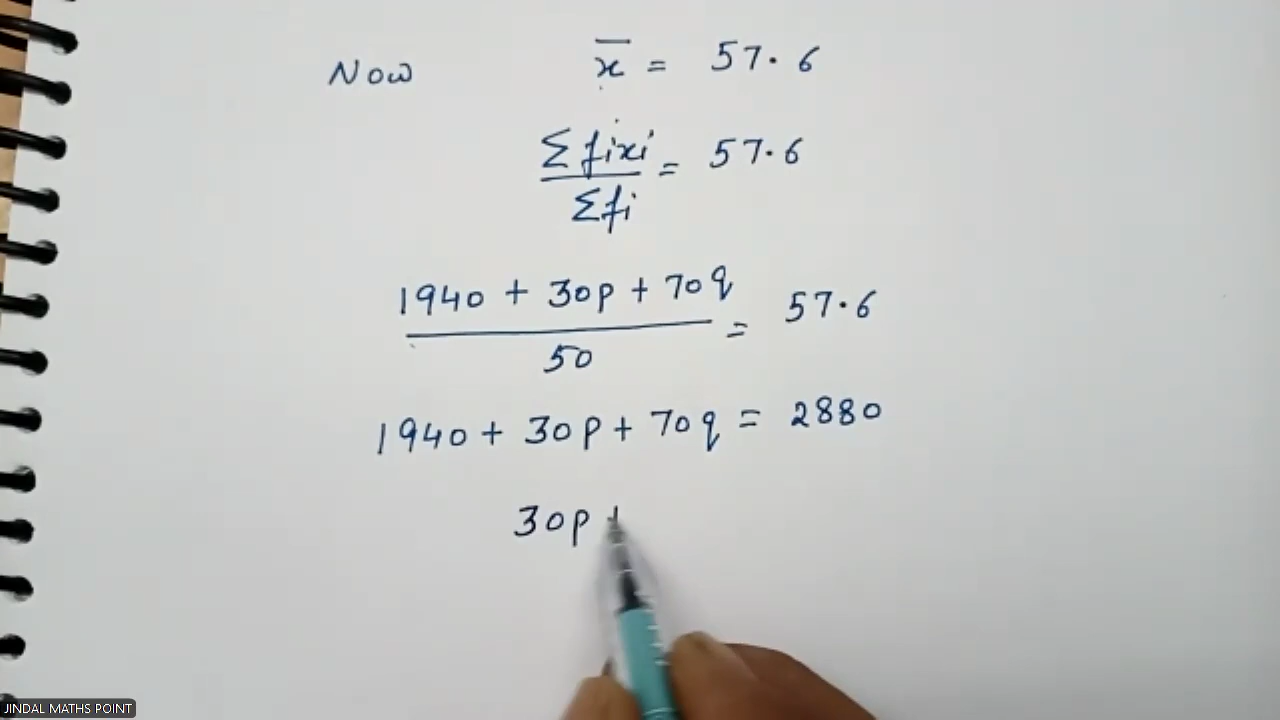 Now x̄ = 57.6
Σfixi / Σfi = 57.6
1940 + 30p + 70q / 50 = 57.6
1940 + 30p + 70q = 2880
30p +
JINDAL MATHS POINT